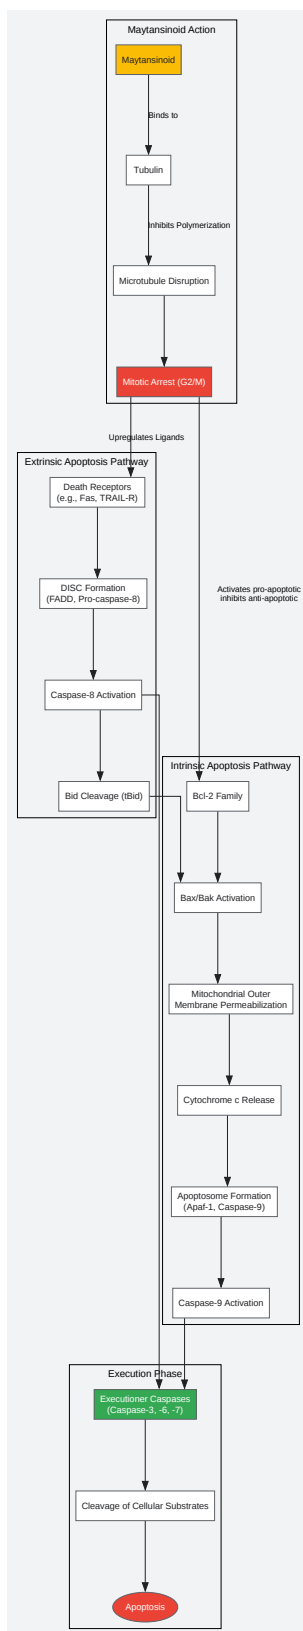 Maytansinoid Action
Maytansinoid
Binds to
Tubulin
Inhibits Polymerization
Microtubule Disruption
Mitotic Arrest (G2/M)
Upregulates Ligands
Extrinsic Apoptosis Pathway
Death Receptors
(e.g., Fas, TRAIL-R)
DISC Formation
(FADD, Pro-caspase-8)
Activates pro-apoptotic
inhibits anti-apoptotic
Caspase-8 Activation
Bid Cleavage (tBid)
Intrinsic Apoptosis Pathway
Bcl-2 Family
Bax/Bak Activation
Mitochondrial Outer
Membrane Permeabilization
Cytochrome c Release
Apoptosome Formation
(Apaf-1, Caspase-9)
Caspase-9 Activation
Execution Phase
Executioner Caspases
(Caspase-3, -6, -7)
Cleavage of Cellular Substrates
Apoptosis